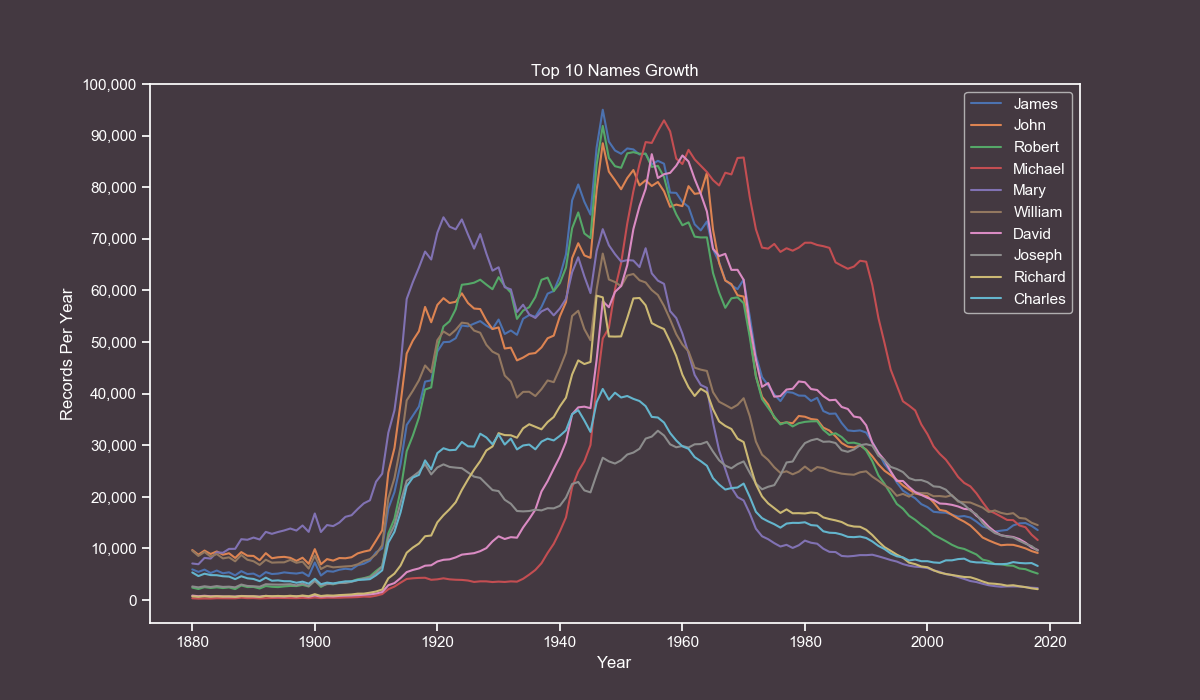 Top 10 Names Growth
100,000
90,000
80,000
70,000
60,000
50,000
40,000
30,000
20,000
10,000
0
Records Per Year
1880 1900 1920 1940 1960 1980 2000 2020
Year
James
John
Robert
Michael
Mary
William
David
Joseph
Richard
Charles